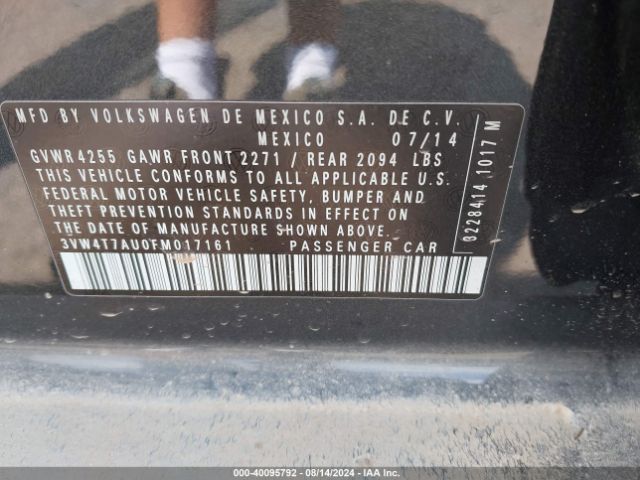 MFD BY VOLKSWAGEN DE MEXICO S.A. DE C.V.
MEXICO 07/14
GVWR 4255 GAWR FRONT 2271 / REAR 2094 LBS
THIS VEHICLE CONFORMS TO ALL APPLICABLE U.S.
FEDERAL MOTOR VEHICLE SAFETY, BUMPER AND
THEFT PREVENTION STANDARDS IN EFFECT ON
THE DATE OF MANUFACTURE SHOWN ABOVE.
3VW4T7AU0FM017161 PASSENGER CAR
3228414 1017 M
000-40095792 - 08/14/2024 - IAA Inc.